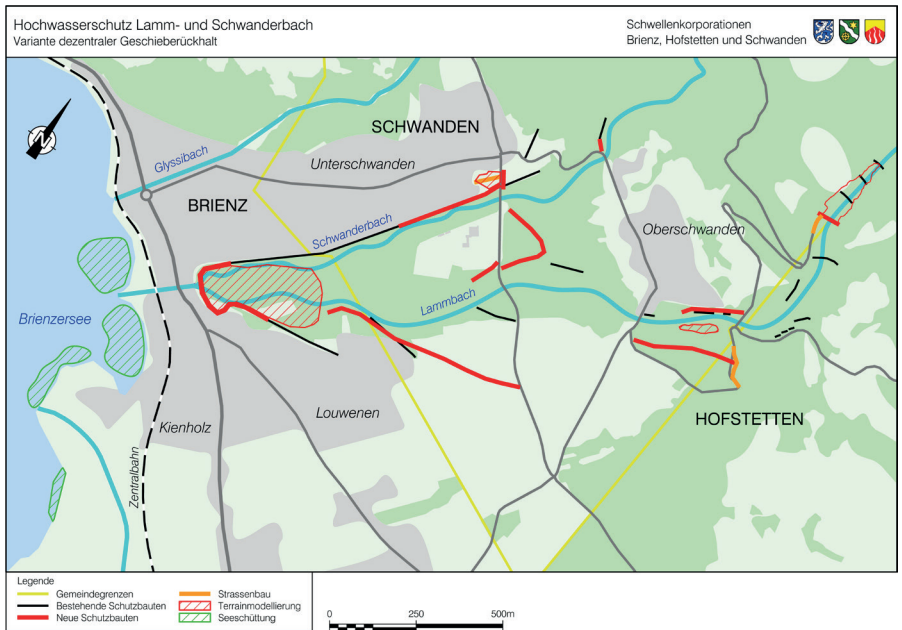 Hochwasserschutz Lamm- und Schwanderbach
Variante dezentraler Geschieberückhalt
Schwellenkorporationen
Brienz, Hofstetten und Schwanden
N
SCHWANDEN
Glyssibach
Unterschwanden
BRIENZ
Schwanderbach
Oberschwanden
Lammbach
Brienzersee
HOFSTETTEN
Louwenen
Kienholz
Zentralbahn
Legende
Gemeindegrenzen
Bestehende Schutzbauten
Neue Schutzbauten
Strassenbau
Terrainmodellierung
Seeschüttung
0 250 500m